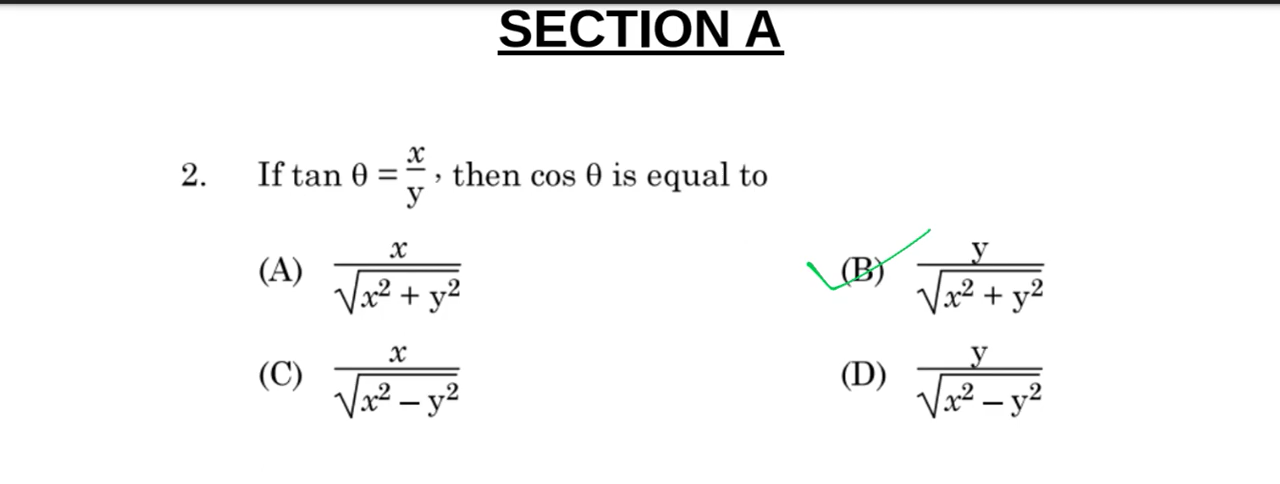 SECTION A
2. If tan θ = x/y, then cos θ is equal to
(A) x/√(x² + y²) (B) y/√(x² + y²)
(C) x/√(x² – y²) (D) y/√(x² – y²)